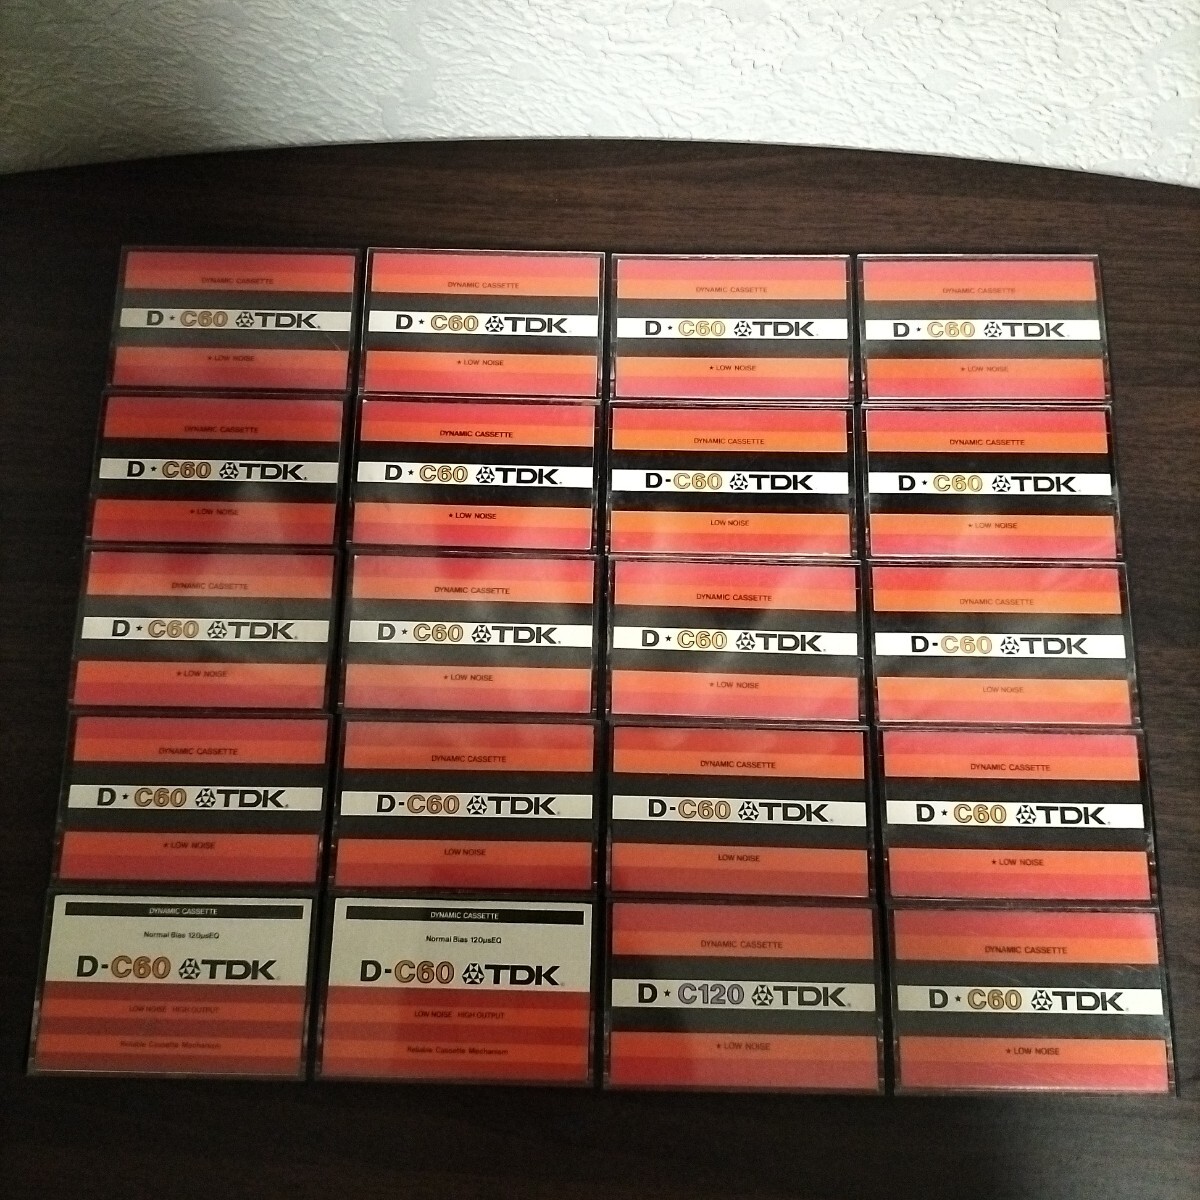 DYNAMIC CASSETTE
D★C60 TDK®
★ LOW NOISE
DYNAMIC CASSETTE
D★C60 TDK®
★ LOW NOISE
DYNAMIC CASSETTE
D★C60 TDK®
★ LOW NOISE
DYNAMIC CASSETTE
D★C60 TDK®
★ LOW NOISE
DYNAMIC CASSETTE
D★C60 TDK®
★ LOW NOISE
DYNAMIC CASSETTE
D★C60 TDK®
★ LOW NOISE
DYNAMIC CASSETTE
D-C60 TDK
LOW NOISE
DYNAMIC CASSETTE
D★C60 TDK®
★ LOW NOISE
DYNAMIC CASSETTE
D★C60 TDK®
★ LOW NOISE
DYNAMIC CASSETTE
D★C60 TDK®
★ LOW NOISE
DYNAMIC CASSETTE
D★C60 TDK®
★ LOW NOISE
DYNAMIC CASSETTE
D-C60 TDK
LOW NOISE
DYNAMIC CASSETTE
D★C60 TDK®
★ LOW NOISE
DYNAMIC CASSETTE
D-C60 TDK®
LOW NOISE
DYNAMIC CASSETTE
D-C60 TDK®
LOW NOISE
DYNAMIC CASSETTE
D★C60 TDK®
★ LOW NOISE
DYNAMIC CASSETTE
Normal Bias 120μsEQ
D-C60 TDK®
LOW NOISE HIGH OUTPUT
Reliable Cassette Mechanism
DYNAMIC CASSETTE
Normal Bias 120μsEQ
D-C60 TDK®
LOW NOISE HIGH OUTPUT
Reliable Cassette Mechanism
DYNAMIC CASSETTE
D★C120 TDK®
★ LOW NOISE
DYNAMIC CASSETTE
D★C60 TDK®
★ LOW NOISE